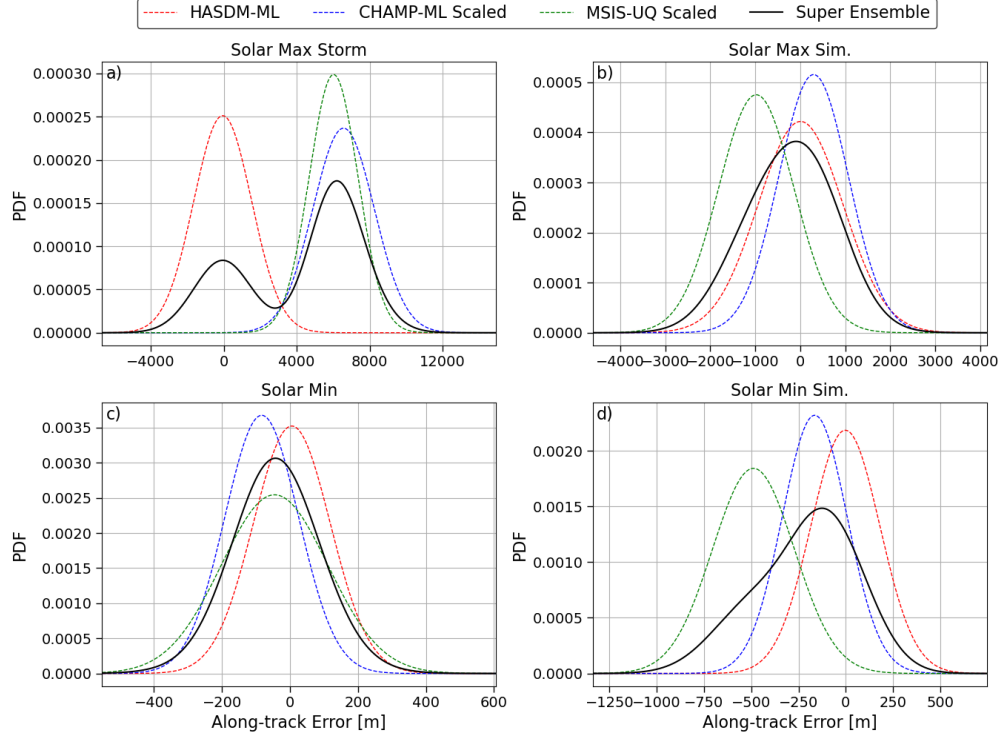 HASDM-ML CHAMP-ML Scaled MSIS-UQ Scaled Super Ensemble
Solar Max Storm
a)
PDF
0.00030
0.00025
0.00020
0.00015
0.00010
0.00005
0.00000
−4000 0 4000 8000 12000
Solar Max Sim.
b)
PDF
0.0005
0.0004
0.0003
0.0002
0.0001
0.0000
−4000 −3000 −2000 −1000 0 1000 2000 3000 4000
Solar Min
c)
PDF
0.0035
0.0030
0.0025
0.0020
0.0015
0.0010
0.0005
0.0000
−400 −200 0 200 400 600
Along-track Error [m]
Solar Min Sim.
d)
PDF
0.0020
0.0015
0.0010
0.0005
0.0000
−1250 −1000 −750 −500 −250 0 250 500
Along-track Error [m]